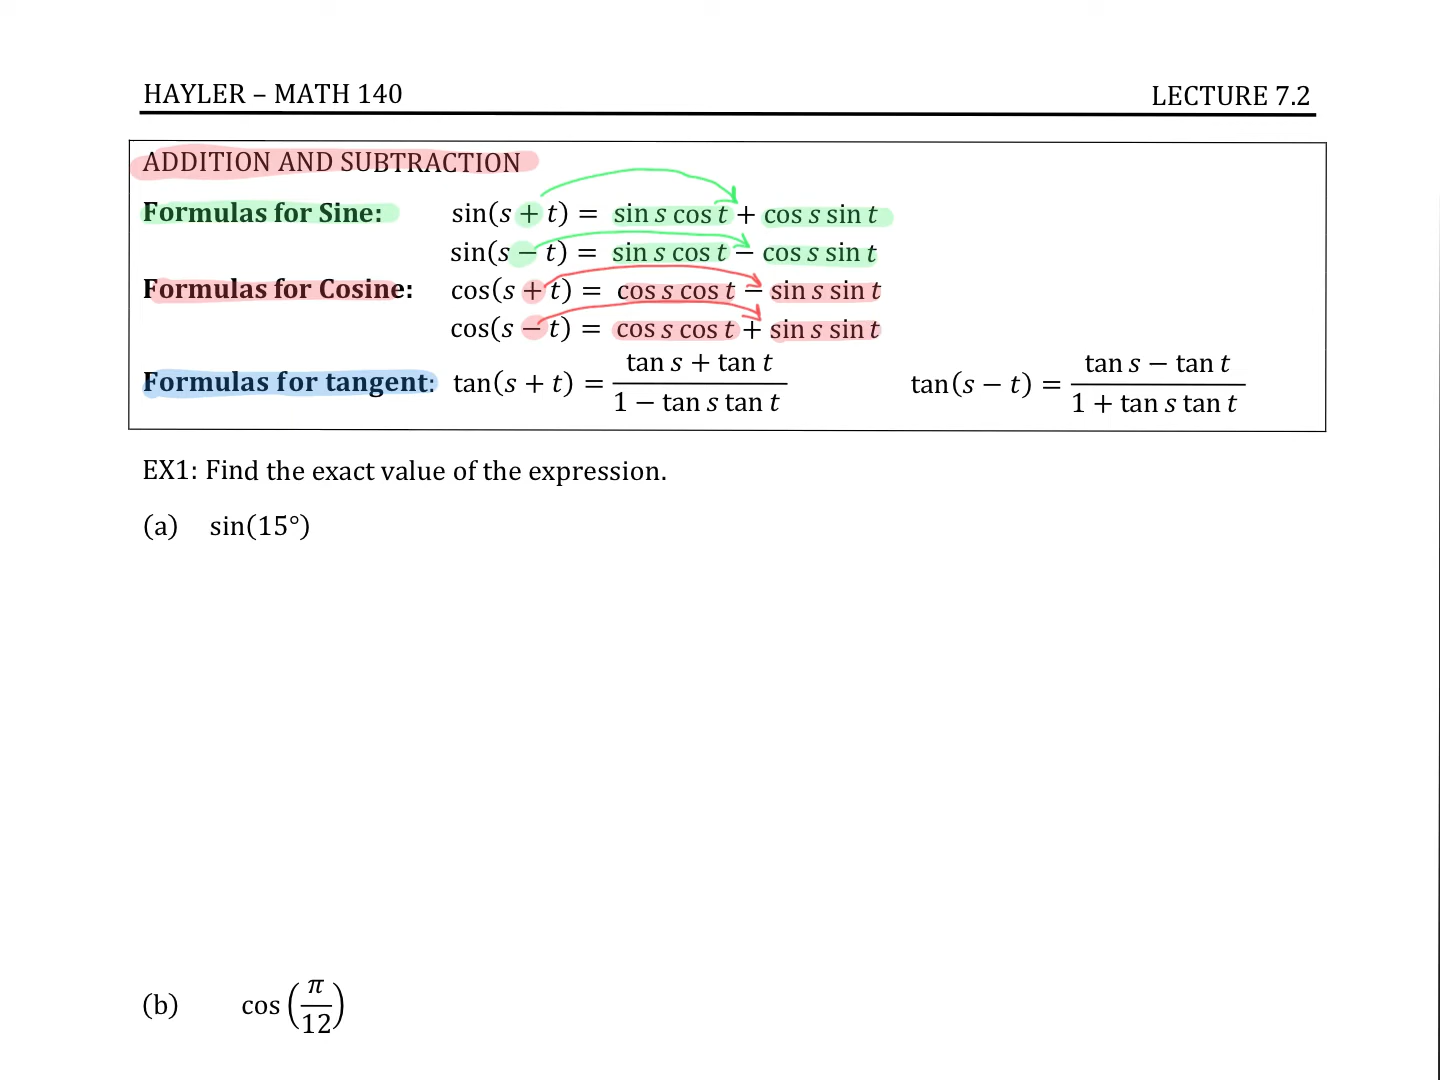 HAYLER – MATH 140 LECTURE 7.2
ADDITION AND SUBTRACTION
Formulas for Sine: sin(s + t) = sin s cos t + cos s sin t
sin(s − t) = sin s cos t − cos s sin t
Formulas for Cosine: cos(s + t) = cos s cos t − sin s sin t
cos(s − t) = cos s cos t + sin s sin t
Formulas for tangent: tan(s + t) = (tan s + tan t)/(1 − tan s tan t) tan(s − t) = (tan s − tan t)/(1 + tan s tan t)
EX1: Find the exact value of the expression.
(a) sin(15°)
(b) cos(π/12)